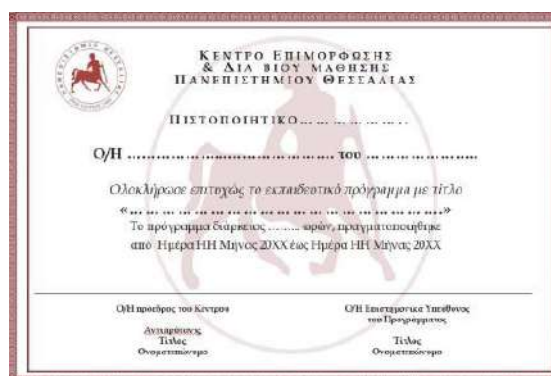 ΚΕΝΤΡΟ ΕΠΙΜΟΡΦΩΣΗΣ
& ΔΙΑ ΒΙΟΥ ΜΑΘΗΣΗΣ
ΠΑΝΕΠΙΣΤΗΜΙΟΥ ΘΕΣΣΑΛΙΑΣ
ΠΙΣΤΟΠΟΙΗΤΙΚΟ... ... ... ... ... ...
Ο/Η ................................................ του ..........................
Ολοκλήρωσε επιτυχώς το εκπαιδευτικό πρόγραμμα με τίτλο
«... ... ... ... ... ... ... ... ... ... ... ... ... ... ... ... ... ...»
Το πρόγραμμα διάρκειας ......... ωρών, πραγματοποιήθηκε
από Ημέρα ΗΗ Μήνας 20ΧΧ έως Ημέρα ΗΗ Μήνας 20ΧΧ
Ο/Η πρόεδρος του Κέντρου
Αντιπρύτανις
Τίτλος
Ονοματεπώνυμο
Ο/Η Επιστημονικά Υπεύθυνος
του Προγράμματος
Τίτλος
Ονοματεπώνυμο